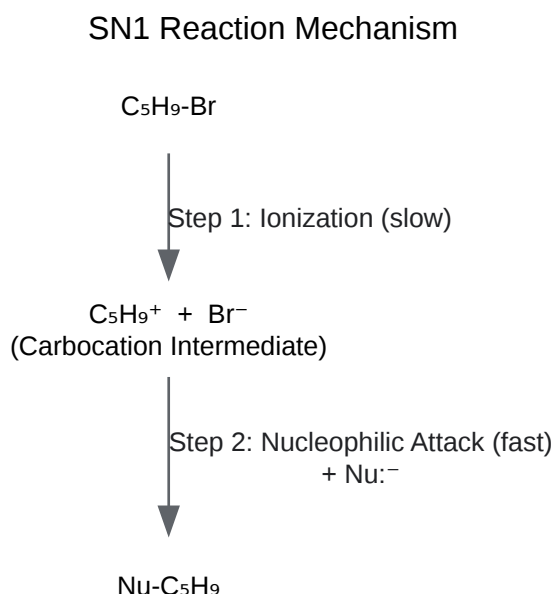 SN1 Reaction Mechanism
C₅H₉-Br
Step 1: Ionization (slow)
C₅H₉⁺ + Br⁻
(Carbocation Intermediate)
Step 2: Nucleophilic Attack (fast)
+ Nu:⁻
Nu-C₅H₉